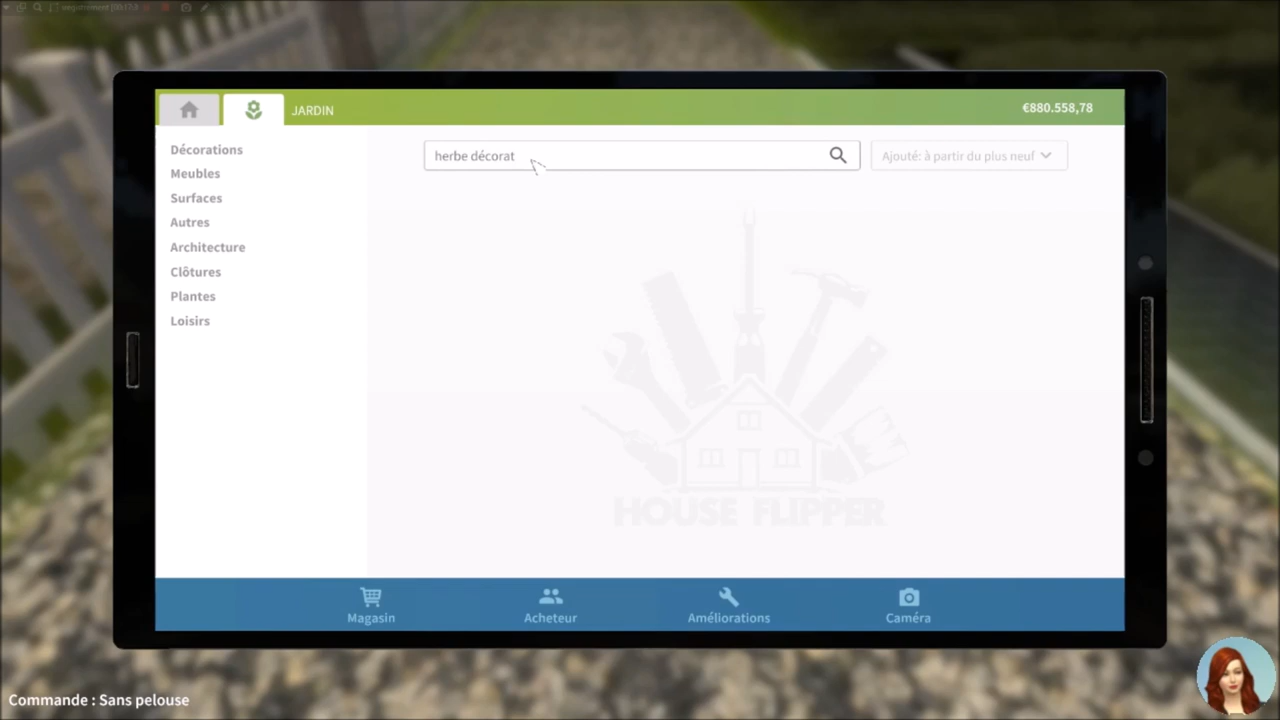 JARDIN
€880.558,78
herbe décorat
Ajouté: à partir du plus neuf
Décorations
Meubles
Surfaces
Autres
Architecture
Clôtures
Plantes
Loisirs
HOUSE FLIPPER
Magasin
Acheteur
Améliorations
Caméra
Commande : Sans pelouse